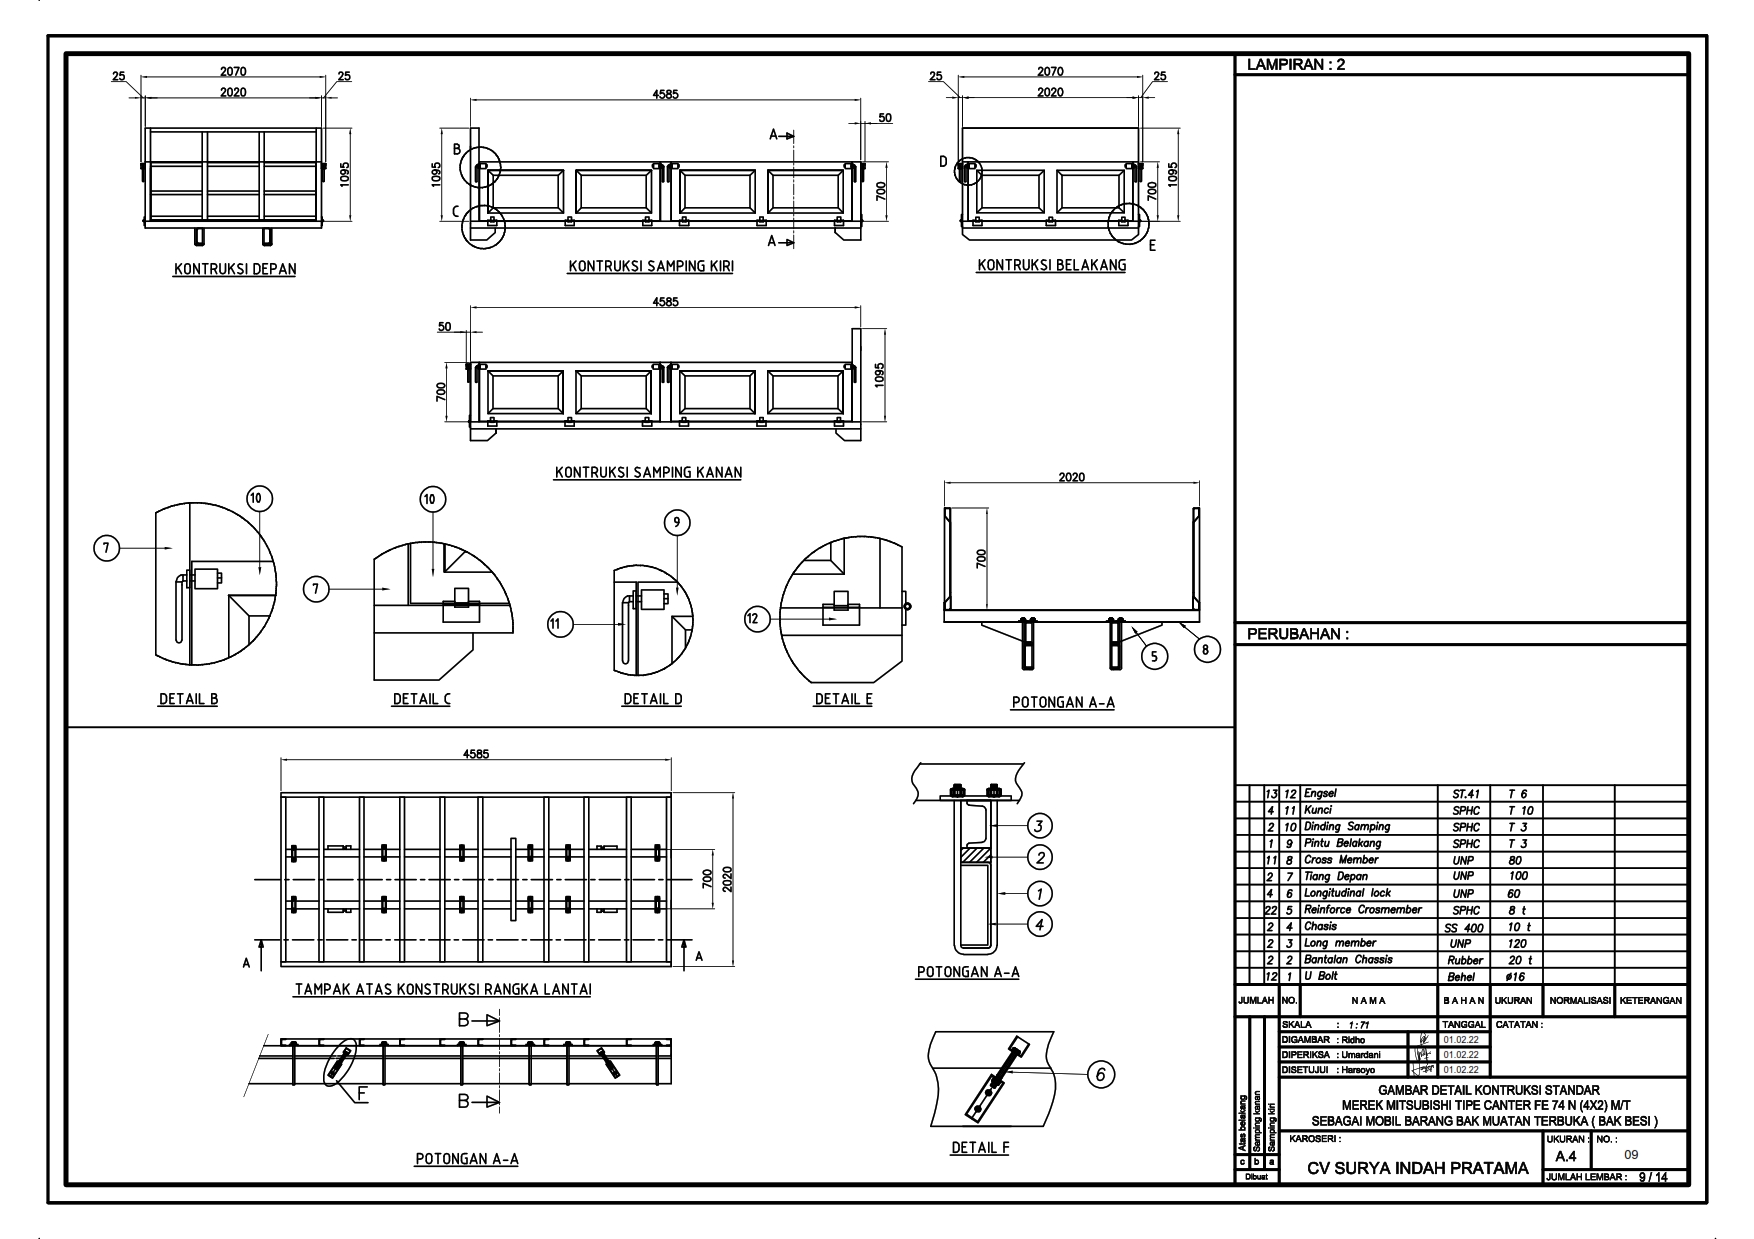 LAMPIRAN : 2
2070
25
25
2020
1095
KONTRUKSI DEPAN
4585
50
A
B
1095
700
C
A
KONTRUKSI SAMPING KIRI
2070
25
25
2020
D
700
1095
E
KONTRUKSI BELAKANG
4585
50
700
1095
KONTRUKSI SAMPING KANAN
10
7
DETAIL B
10
7
DETAIL C
9
11
DETAIL D
12
DETAIL E
2020
700
5
8
POTONGAN A-A
PERUBAHAN :
4585
700
2020
A
A
TAMPAK ATAS KONSTRUKSI RANGKA LANTAI
B
F
B
POTONGAN A-A
3
2
1
4
POTONGAN A-A
6
DETAIL F
13 12 Engsel ST.41 T 6
4 11 Kunci SPHC T 10
2 10 Dinding Samping SPHC T 3
1 9 Pintu Belakang SPHC T 3
11 8 Cross Member UNP 80
2 7 Tiang Depan UNP 100
4 6 Longitudinal lock UNP 60
22 5 Reinforce Crosmember SPHC 8 t
2 4 Chasis SS 400 10 t
2 3 Long member UNP 120
2 2 Bantalan Chassis Rubber 20 t
12 1 U Bolt Behel ø16
JUMLAH NO. N A M A B A H A N UKURAN NORMALISASI KETERANGAN
SKALA : 1 : 71 TANGGAL CATATAN :
DIGAMBAR : Ridho 01.02.22
DIPERIKSA : Umardani 01.02.22
DISETUJUI : Harsoyo 01.02.22
GAMBAR DETAIL KONTRUKSI STANDAR
MEREK MITSUBISHI TIPE CANTER FE 74 N (4X2) M/T
SEBAGAI MOBIL BARANG BAK MUATAN TERBUKA ( BAK BESI )
Atas belakang
Samping kanan
Samping kiri
c b a
Dibuat
KAROSERI :
CV SURYA INDAH PRATAMA
UKURAN : NO. :
A.4 09
JUMLAH LEMBAR : 9 / 14